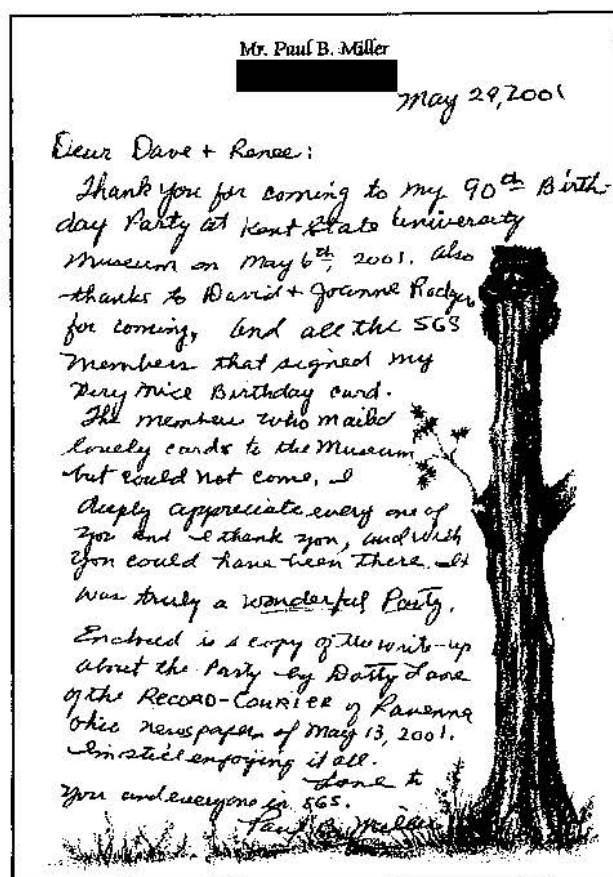 Mr. Paul B. Miller
May 29, 2001
Dear Dave + Renee:
Thank you for coming to my 90th Birth-
day Party at Kent State University
Museum on May 6th, 2001. Also
thanks to David + Joanne Rodgers
for coming, and all the SGS
members that signed my
very nice Birthday card.
The members who mailed
lovely cards to the Museum
but could not come, I
deeply appreciate every one of
you and I thank you, and wish
you could have been there. It
was truly a wonderful Party.
Enclosed is a copy of the write-up
about the Party by Dotty Lane
of the RECORD-COURIER of Ravenna
Ohio newspaper of May 13, 2001.
I'm still enjoying it all.
Love to
you and everyone in SGS.
Paul B. Miller